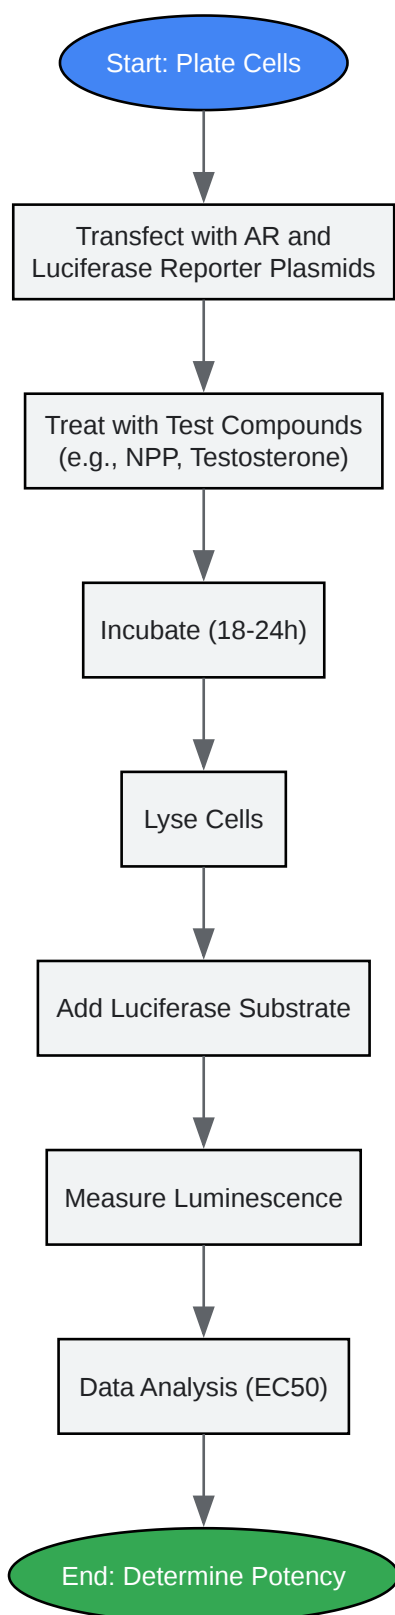 Start: Plate Cells
Transfect with AR and
Luciferase Reporter Plasmids
Treat with Test Compounds
(e.g., NPP, Testosterone)
Incubate (18-24h)
Lyse Cells
Add Luciferase Substrate
Measure Luminescence
Data Analysis (EC50)
End: Determine Potency